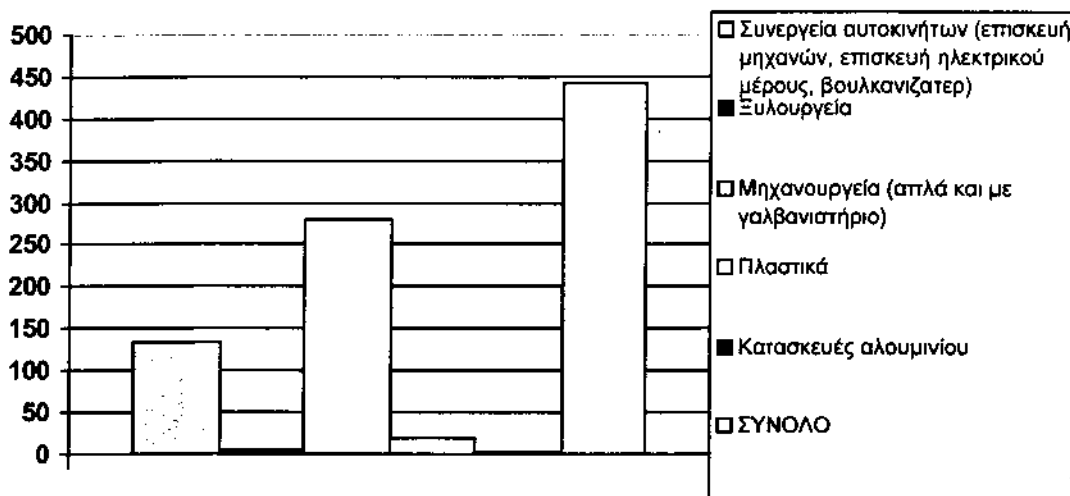 500
450
400
350
300
250
200
150
100
50
0
Συνεργεία αυτοκινήτων (επισκευή
μηχανών, επισκευή ηλεκτρικού
μέρους, βουλκανιζατερ)
Ξυλουργεία
Μηχανουργεία (απλά και με
γαλβανιστήριο)
Πλαστικά
Κατασκευές αλουμινίου
ΣΥΝΟΛΟ